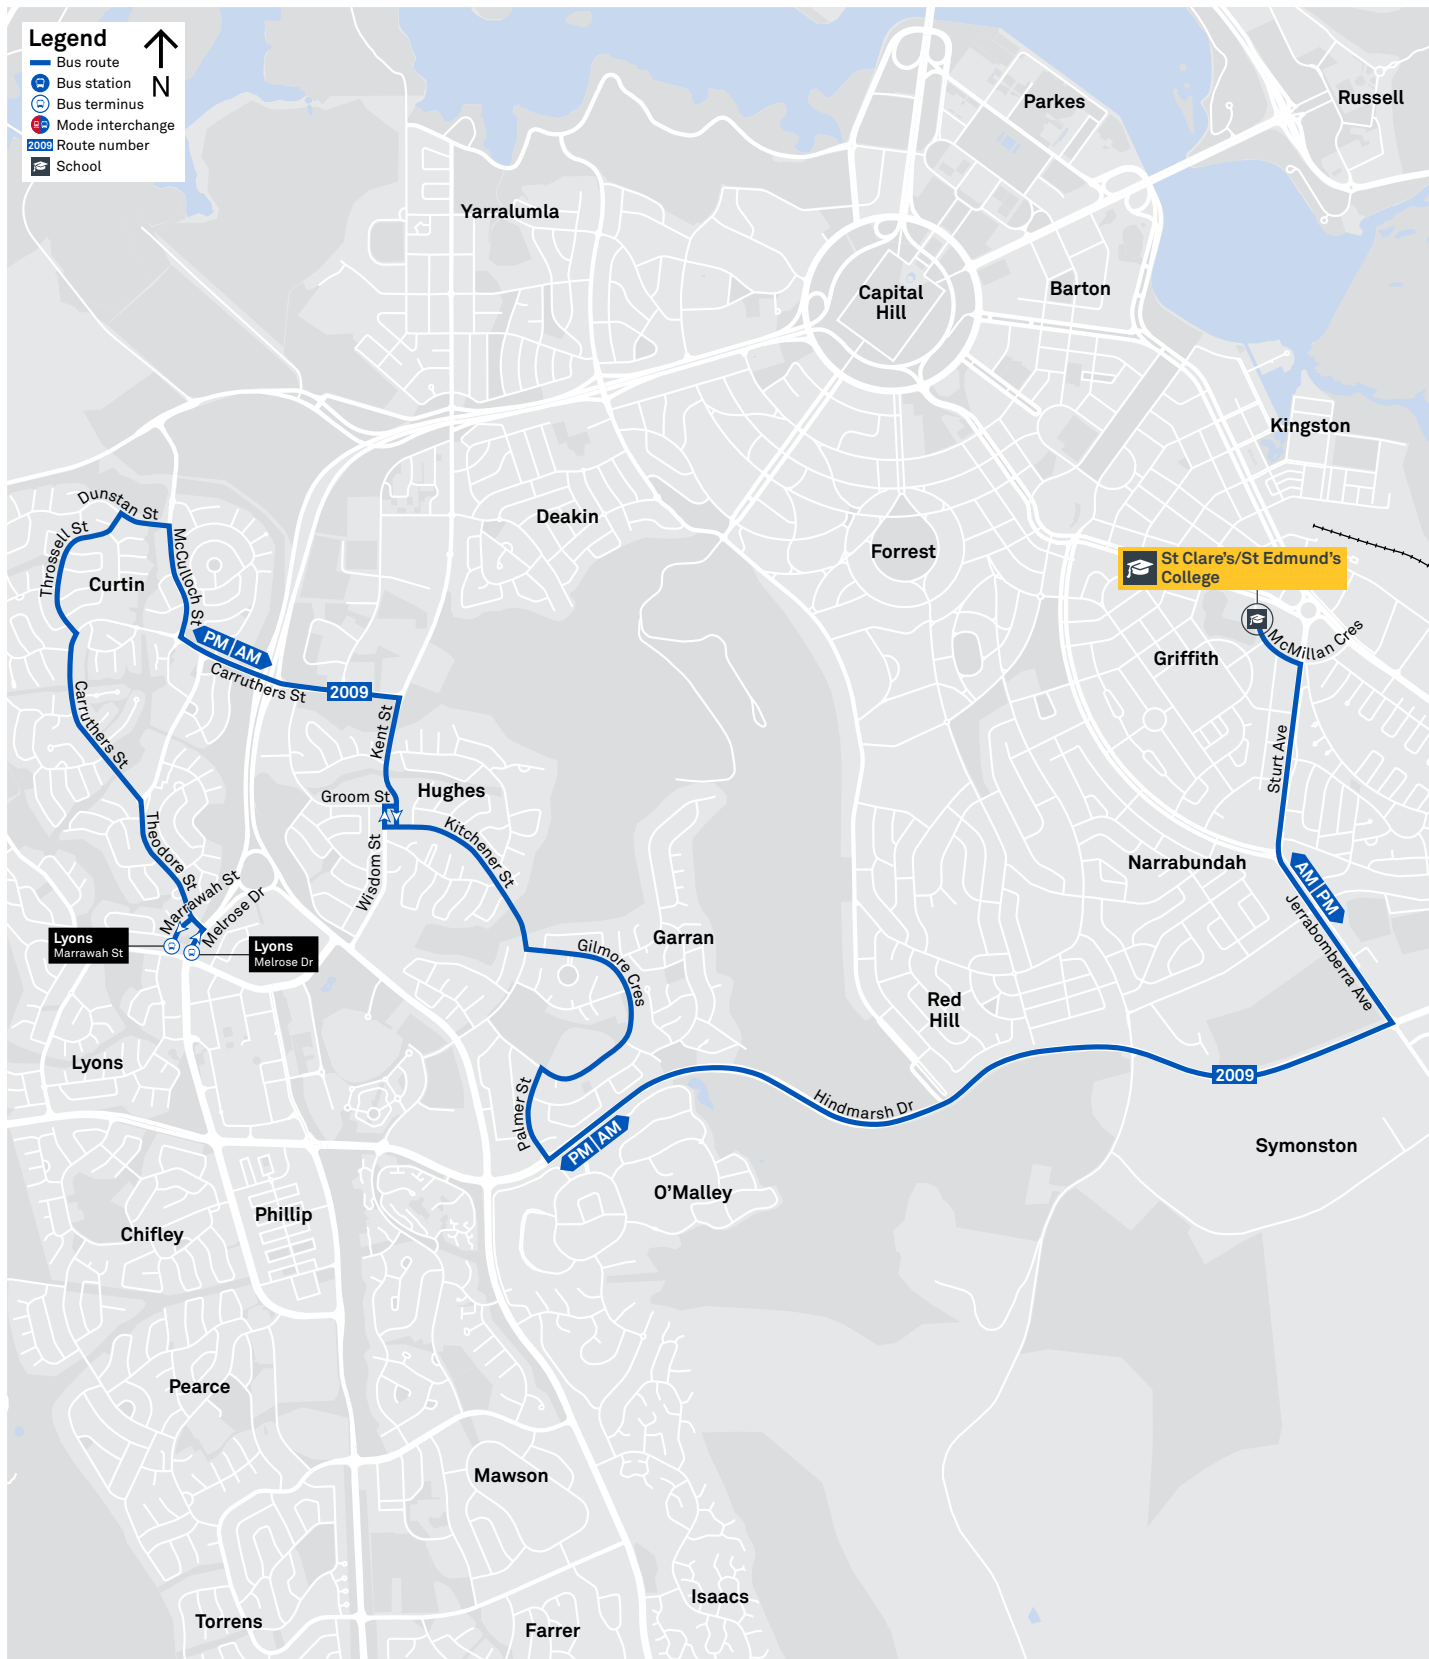 Legend
N
Bus route
Bus station
Bus terminus
Mode interchange
2009 Route number
School
Parkes
Russell
Yarralumla
Capital
Hill
Barton
Kingston
Deakin
Forrest
Dunstan St
Throssell St
McCulloch St
Curtin
St Clare's/St Edmund's
College
McMillan Cres
Griffith
PM AM
Carruthers St
2009
Kent St
Carruthers St
Sturt Ave
Groom St
Hughes
Kitchener St
Theodore St
Wisdom St
Narrabundah
AM PM
Jerrabomberra Ave
Marrawah St
Melrose Dr
Lyons
Marrawah St
Lyons
Melrose Dr
Garran
Gilmore Cres
Red
Hill
Lyons
2009
Palmer St
Hindmarsh Dr
PM AM
Symonston
O'Malley
Phillip
Chifley
Pearce
Mawson
Isaacs
Torrens
Farrer